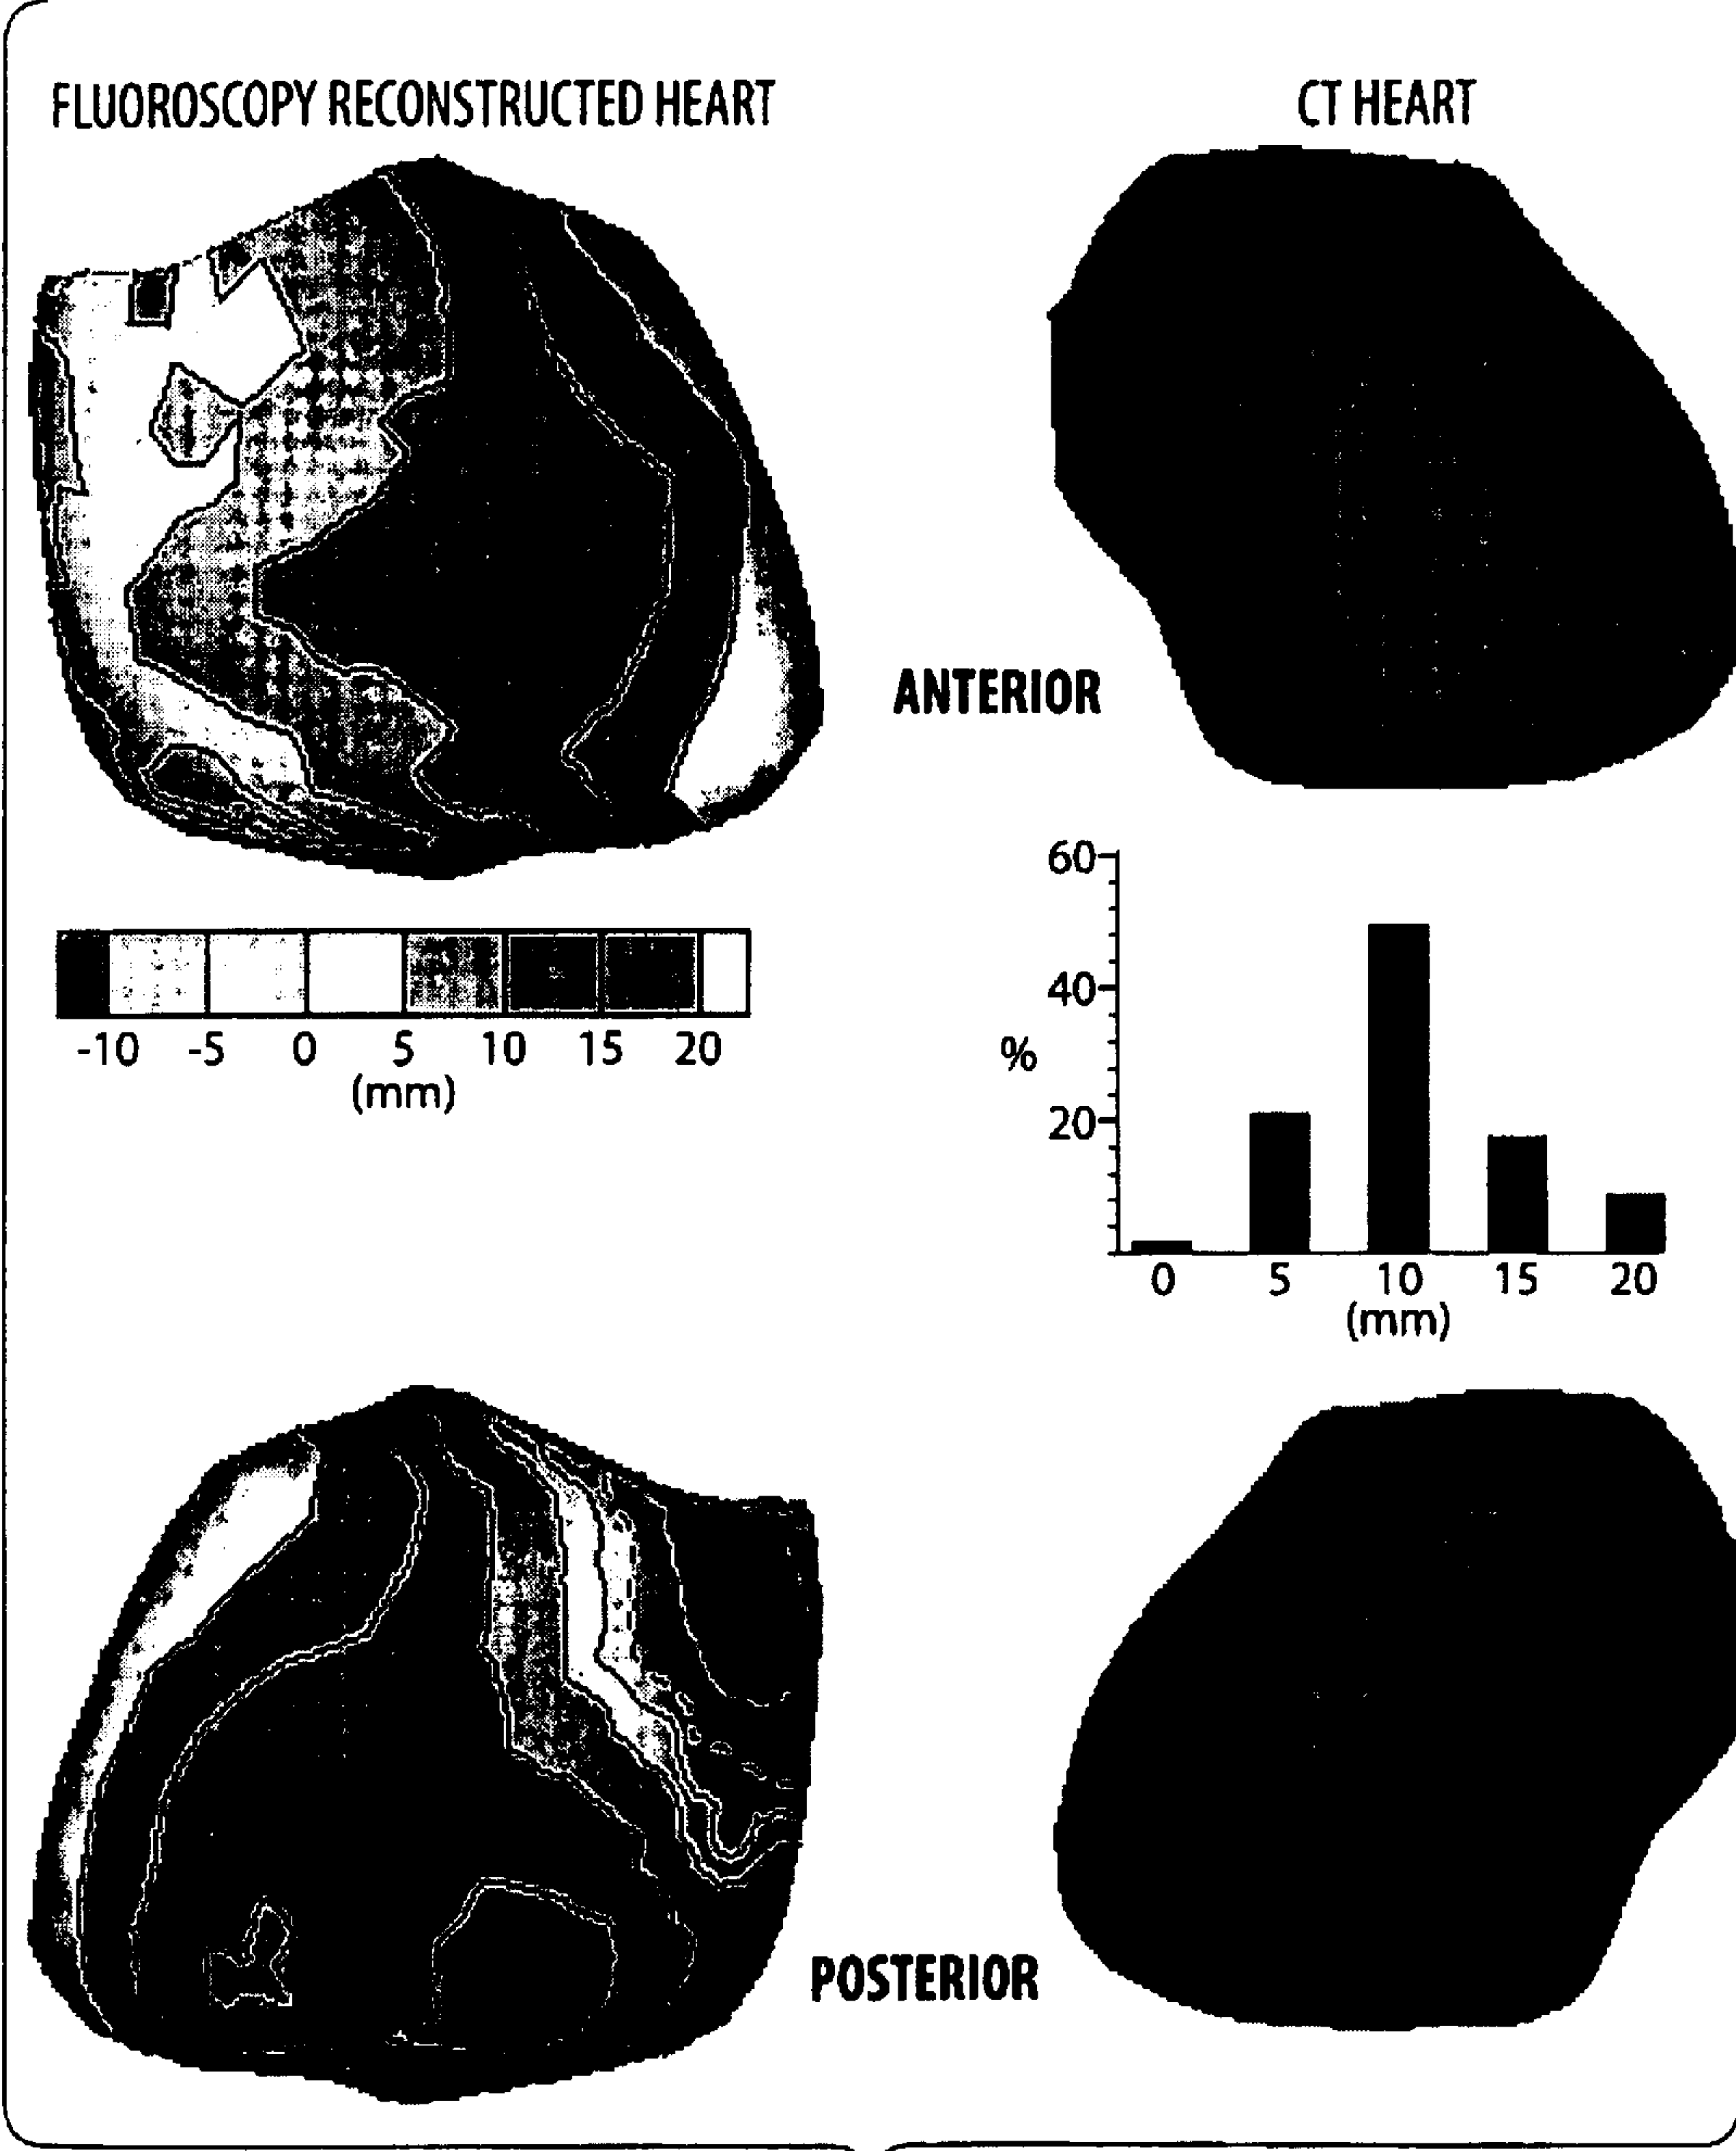 FLUOROSCOPY RECONSTRUCTED HEART
CT HEART
ANTERIOR
-10 -5 0 5 10 15 20
(mm)
60
40
%
20
0 5 10 15 20
(mm)
POSTERIOR